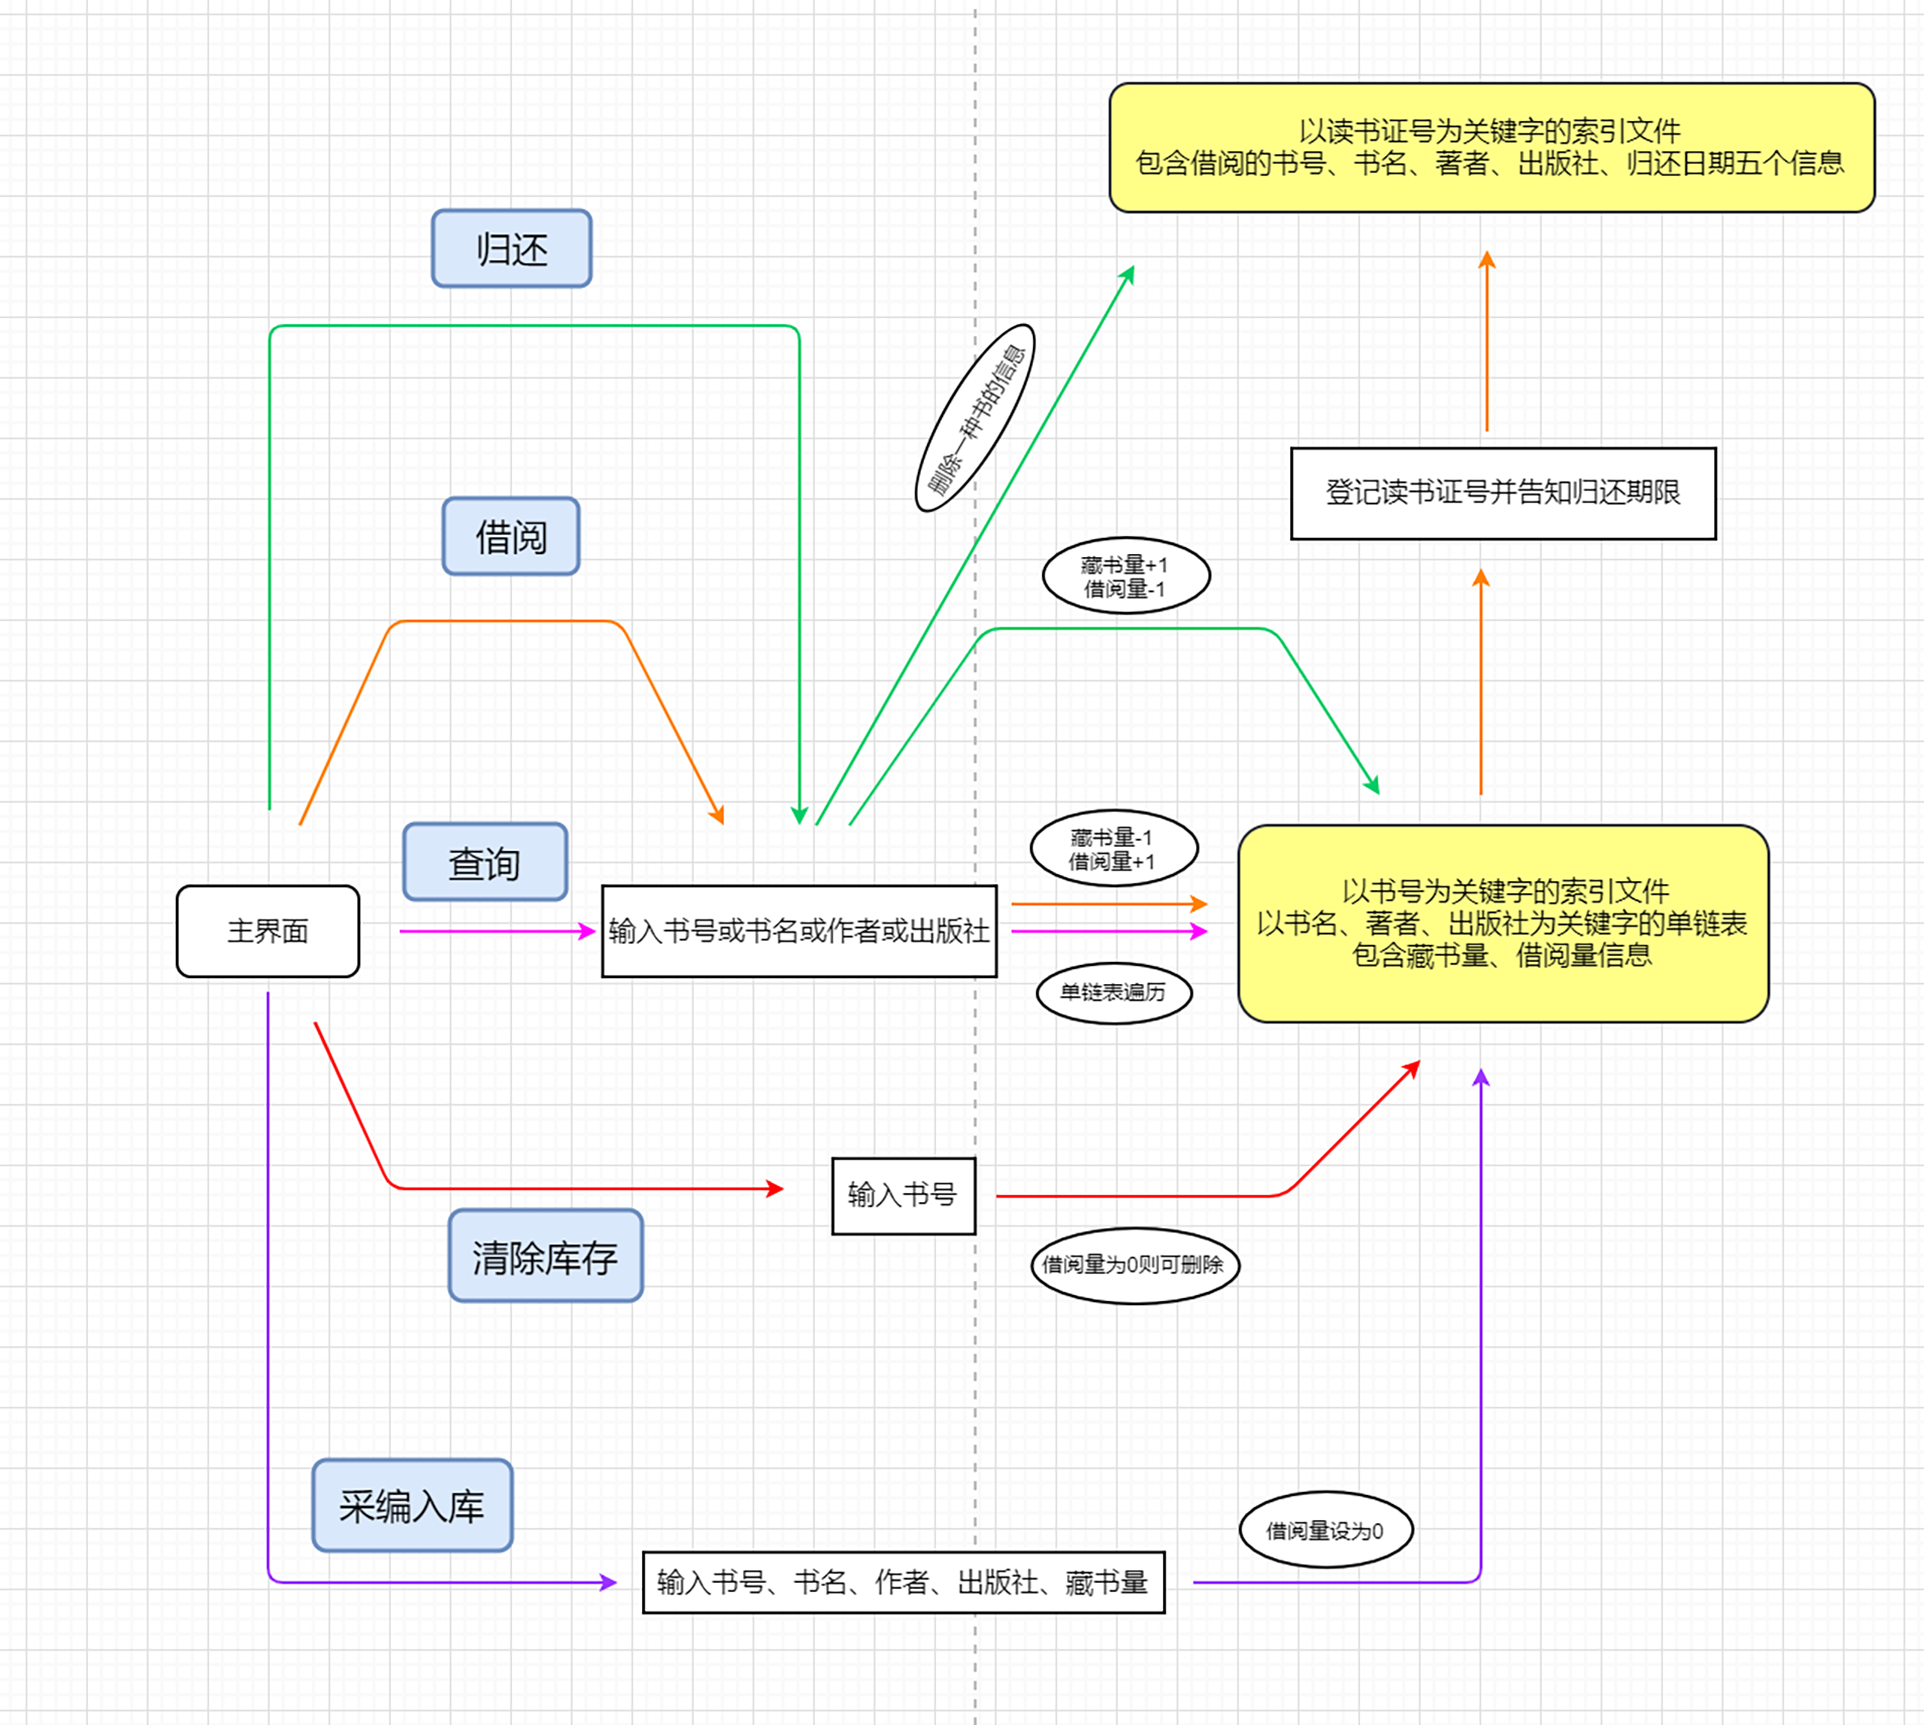 以读书证号为关键字的索引文件
包含借阅的书号、书名、著者、出版社、归还日期五个信息
归还
删除一种书的信息
登记读书证号并告知归还期限
借阅
藏书量+1
借阅量-1
查询
藏书量-1
借阅量+1
主界面
输入书号或书名或作者或出版社
以书号为关键字的索引文件
以书名、著者、出版社为关键字的单链表
包含藏书量、借阅量信息
单链表遍历
输入书号
清除库存
借阅量为0则可删除
采编入库
借阅量设为0
输入书号、书名、作者、出版社、藏书量